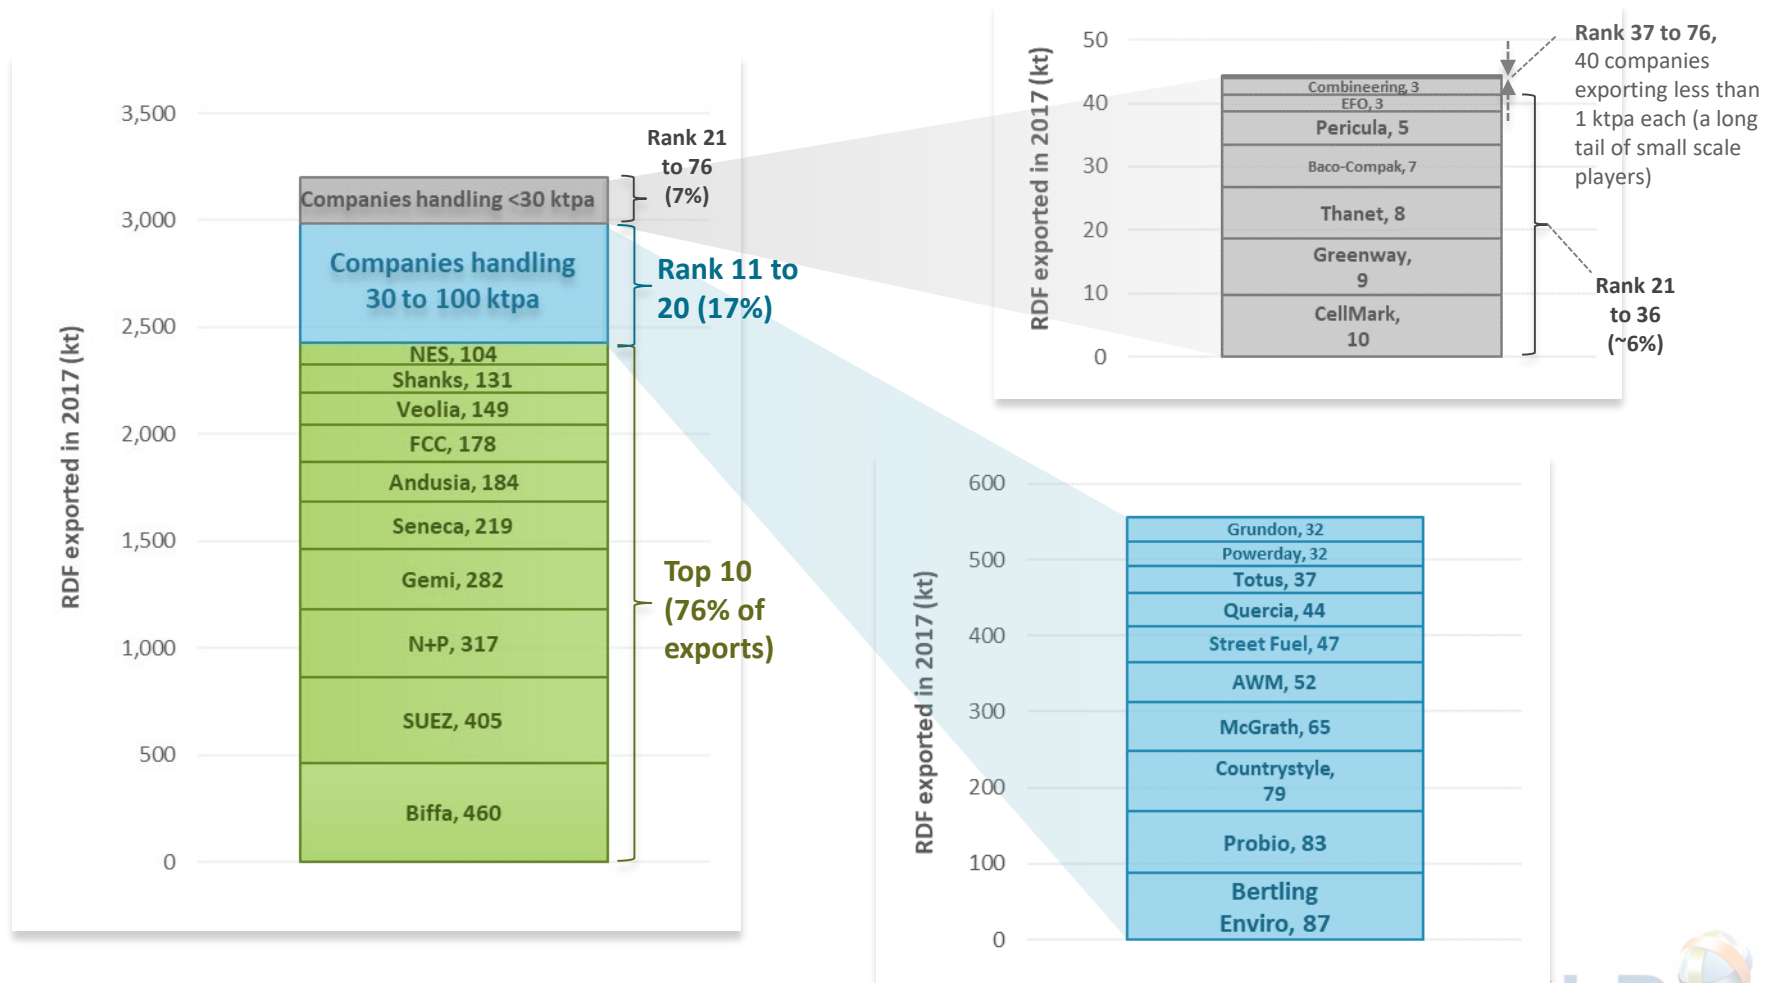 RDF exported in 2017 (kt)
3,500
3,000
2,500
2,000
1,500
1,000
500
0
Companies handling <30 ktpa
Companies handling
30 to 100 ktpa
NES, 104
Shanks, 131
Veolia, 149
FCC, 178
Andusia, 184
Seneca, 219
Gemi, 282
N+P, 317
SUEZ, 405
Biffa, 460
Rank 21
to 76
(7%)
Rank 11 to
20 (17%)
Top 10
(76% of
exports)
RDF exported in 2017 (kt)
50
40
30
20
10
0
Combineering, 3
EFO, 3
Pericula, 5
Baco-Compak, 7
Thanet, 8
Greenway,
9
CellMark,
10
Rank 37 to 76,
40 companies
exporting less than
1 ktpa each (a long
tail of small scale
players)
Rank 21
to 36
(~6%)
RDF exported in 2017 (kt)
600
500
400
300
200
100
0
Grundon, 32
Powerday, 32
Totus, 37
Quercia, 44
Street Fuel, 47
AWM, 52
McGrath, 65
Countrystyle,
79
Probio, 83
Bertling
Enviro, 87